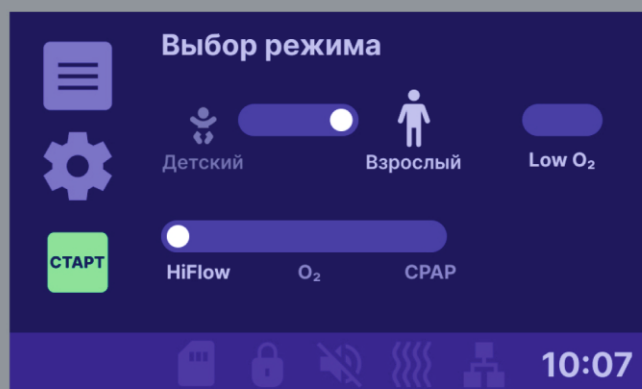 Выбор режима
Детский
Взрослый
Low O₂
СТАРТ
HiFlow
O₂
CPAP
10:07